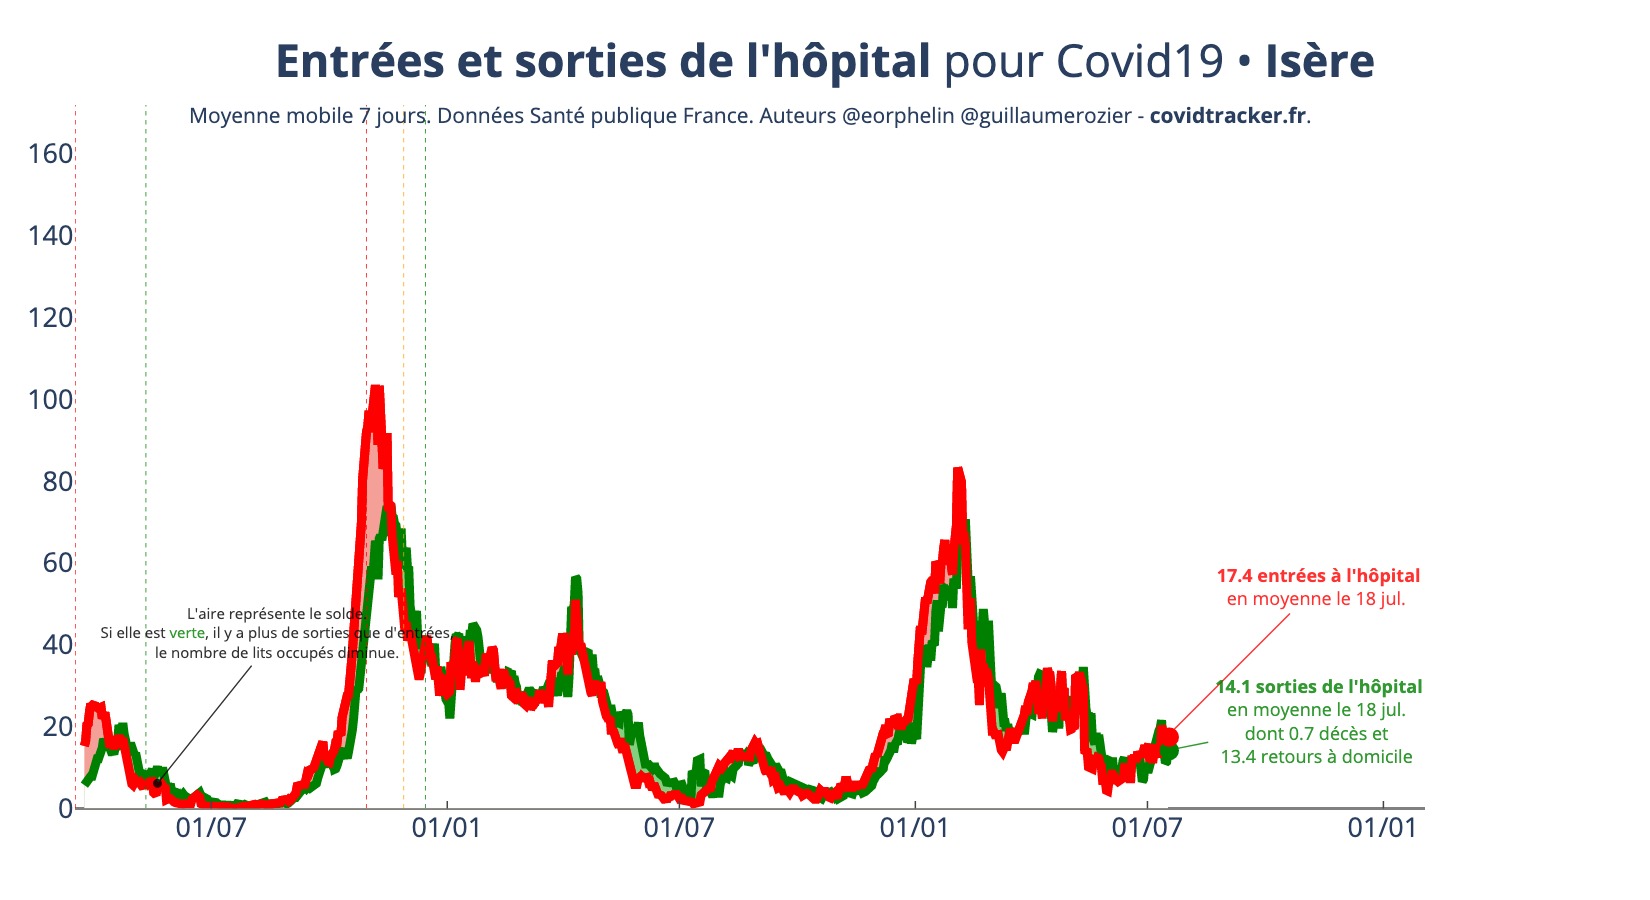 Entrées et sorties de l'hôpital pour Covid19 • Isère
Moyenne mobile 7 jours. Données Santé publique France. Auteurs @eorphelin @guillaumerozier - covidtracker.fr.
160
140
120
100
80
60
40
20
0
L'aire représente le solde.
Si elle est verte, il y a plus de sorties que d'entrées,
le nombre de lits occupés diminue.
17.4 entrées à l'hôpital
en moyenne le 18 jul.
14.1 sorties de l'hôpital
en moyenne le 18 jul.
dont 0.7 décès et
13.4 retours à domicile
01/07
01/01
01/07
01/01
01/07
01/01